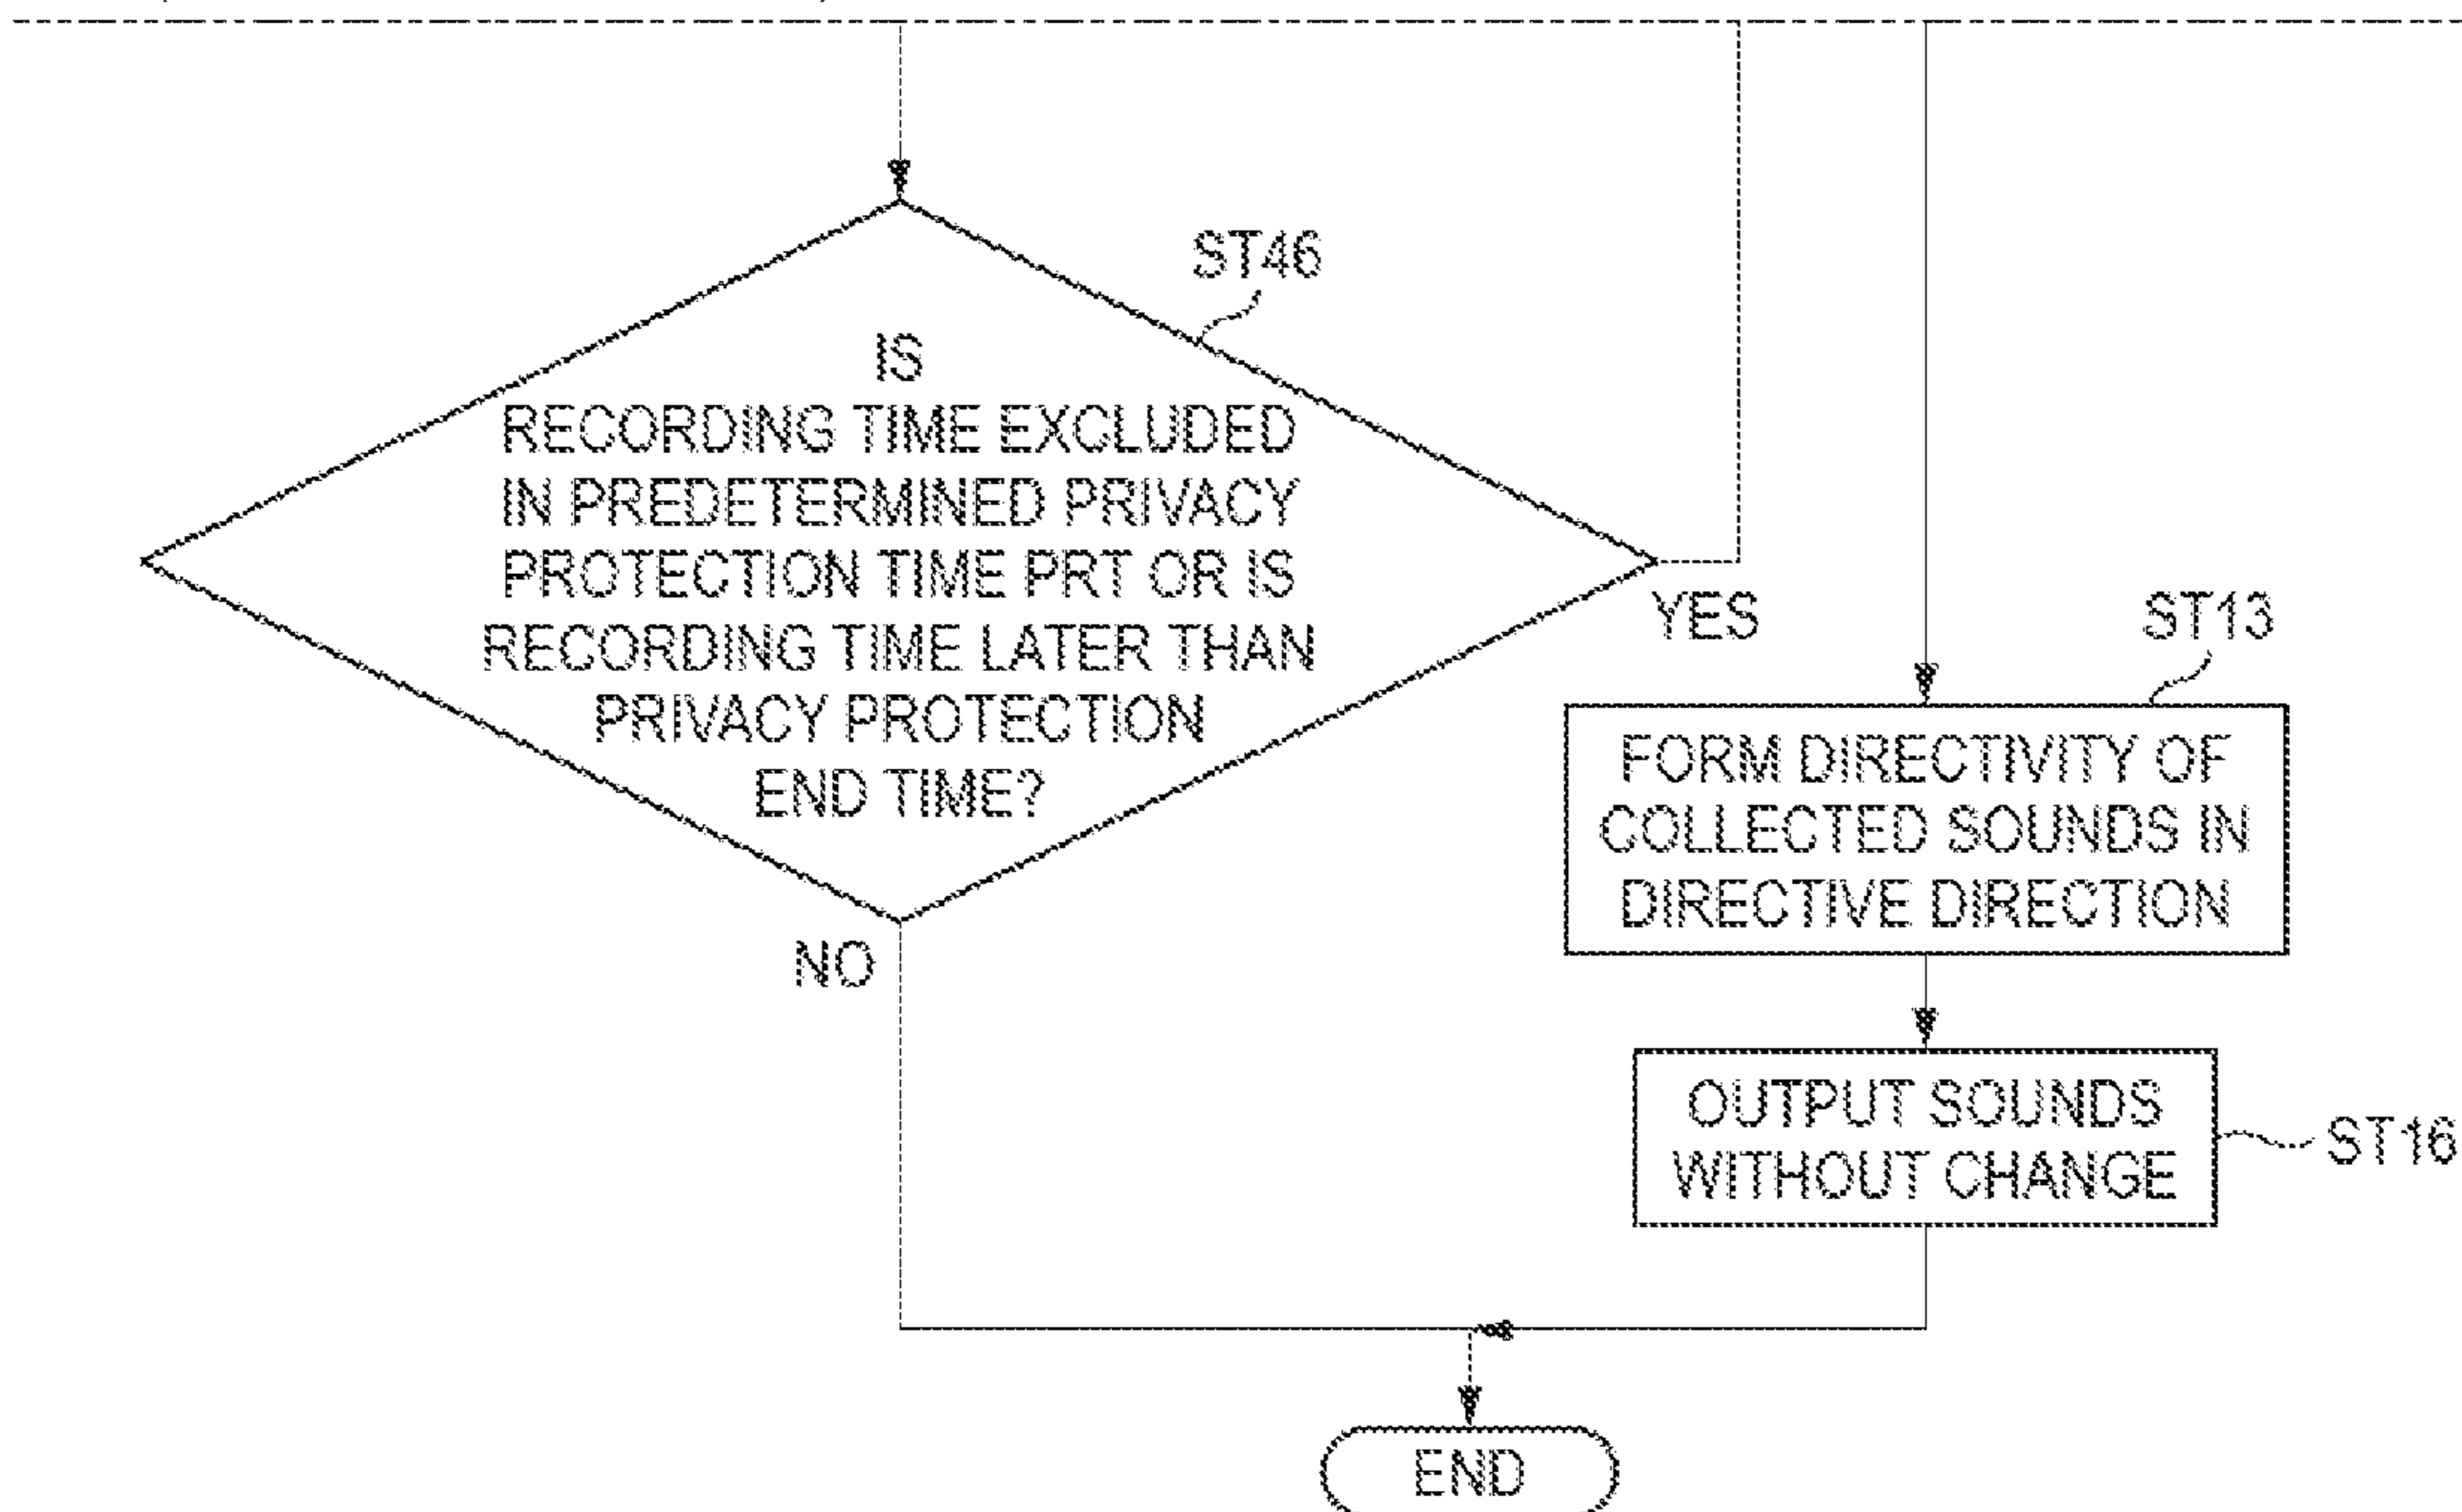 ST46
IS
RECORDING TIME EXCLUDED
IN PREDETERMINED PRIVACY
PROTECTION TIME PRT OR IS
RECORDING TIME LATER THAN
PRIVACY PROTECTION
END TIME?
YES
NO
ST13
FORM DIRECTIVITY OF
COLLECTED SOUNDS IN
DIRECTIVE DIRECTION
OUTPUT SOUNDS
WITHOUT CHANGE
ST16
END